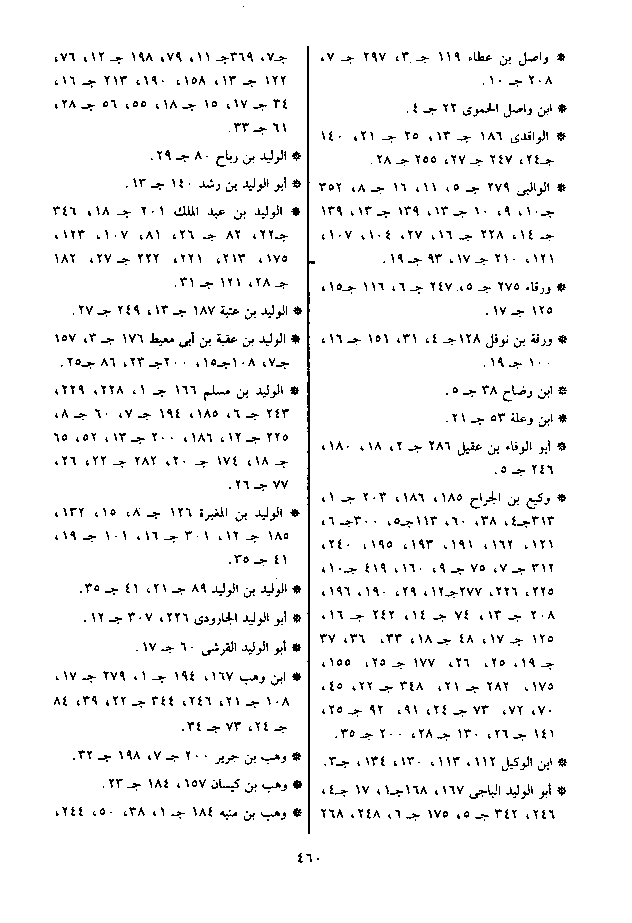 * واصل بن عطاء ١١٩ جـ ٣، ٢٩٧ جـ ٧،
٢٠٨ جـ ١٠.
* ابن واصل الحموى ٢٢ جـ ٤.
* الواقدى ١٨٦ جـ ١٣، ٢٥ جـ ٢١، ١٤٠
جـ٢٤، ٢٤٧ جـ ٢٧، ٢٥٥ جـ ٢٨.
* الوالبى ٢٧٩ جـ ٥، ١١، ١٦ جـ ٨، ٣٥٢
جـ١٠، ٩، ١٠ جـ ١٣، ١٣٩ جـ ١٣، ١٣٩
جـ ١٤، ٢٢٨ جـ ١٦، ٢٧، ١٠٤، ١٠٧،
١٢١، ٢١٠ جـ ١٧، ٩٣ جـ ١٩.
* ورقاء ٢٧٥ جـ ٥، ٢٤٧ جـ ٦، ١١٦ جـ١٥،
١٢٥ جـ ١٧.
* ورقة بن نوفل ١٢٨جـ ٤، ٣١، ١٥١ جـ ١٦،
١٠٠ جـ ١٩.
* ابن وضاح ٣٨ جـ ٥.
* ابن وعلة ٥٣ جـ ٢١.
* أبو الوفاء بن عقيل ٢٨٦ جـ ٢، ١٨، ١٨٠،
٢٤٦ جـ ٥.
* وكيع بن الجراح ١٨٥، ١٨٦، ٢٠٣ جـ ١،
٣١٣جـ٤، ٣٨، ٦٠، ١١٣جـ٥، ٣٠٠جـ٦،
١٢١، ١٦٢، ١٩١، ١٩٣، ١٩٥، ٢٤٠،
٣١٢ جـ ٧، ٧٥ جـ ٩، ١٦٠، ٤١٩ جـ١٠،
٢٢٥، ٢٢٦، ٢٧٧جـ١٢، ٢٩، ١٩٠، ١٩٦،
٢٠٨ جـ ١٣، ٧٤ جـ ١٤، ٢٤٢ جـ ١٦،
١٢٥ جـ ١٧، ٤٨ جـ ١٨، ٣٣، ٣٦، ٣٧
جـ ١٩، ٢٥، ٢٦، ١٧٧ جـ ٢٥، ١٥٥،
١٧٥، ٢٨٢ جـ ٢١، ٣٤٨ جـ ٢٢، ٤٥،
٧٠، ٧٢، ٧٣ جـ ٢٤، ٩١، ٩٢ جـ ٢٥،
١٤١ جـ ٢٦، ١٣٠ جـ ٢٨، ٢٠٠ جـ ٣٥.
* ابن الوكيل ١١٢، ١١٣، ١٣٠، ١٣٤، جـ٣.
* أبو الوليد الباجى ١٦٧، ١٦٨جـ١، ١٧ جـ٤،
٢٤٦، ٣٤٢ جـ ٥، ١٧٥ جـ ٦، ٢٤٨، ٢٦٨
جـ٧، ٣٦٩جـ ١١، ٧٩، ١٩٨ جـ ١٢، ٧٦،
١٢٢ جـ ١٣، ١٥٨، ١٩٠، ٢١٣ جـ ١٦،
٣٤ جـ ١٧، ١٥ جـ ١٨، ٥٥، ٥٦ جـ ٢٨،
٦١ جـ ٣٣.
* الوليد بن رباح ٨٠ جـ ٢٩.
* أبو الوليد بن رشد ١٤٠ جـ ١٣.
* الوليد بن عبد الملك ٢٠١ جـ ١٨، ٣٤٦
جـ٢٢، ٨٢ جـ ٢٦، ٨١، ١٠٧، ١٢٣،
١٧٥، ٢١٣، ٢٢١، ٢٢٢ جـ ٢٧، ١٨٢
جـ ٢٨، ١٢١ جـ ٣١.
* الوليد بن عتبة ١٨٧ جـ ١٣، ٢٤٩ جـ ٢٧.
* الوليد بن عقبة بن أبى معيط ١٧٦ جـ ٣، ١٥٧
جـ٧، ١٠٨جـ١٥، ٢٠٠جـ٢٣، ٨٦ جـ٢٥.
* الوليد بن مسلم ١٦٦ جـ ١، ٢٢٨، ٢٢٩،
٢٤٣ جـ ٦، ١٨٥، ١٩٤ جـ ٧، ٦٠ جـ ٨،
٢٢٥ جـ ١٢، ١٨٦، ٢٠٠ جـ ١٣، ٥٢، ٦٥
جـ ١٨، ١٧٤ جـ ٢٠، ٢٨٢ جـ ٢٢، ٢٦،
٧٧ جـ ٢٦.
* الوليد بن المغيرة ١٢٦ جـ ٨، ١٥، ١٣٢،
١٨٥ جـ ١٢، ٣٠١ جـ ١٦، ١٠١ جـ ١٩،
٤١ جـ ٣٥.
* الوليد بن الوليد ٨٩ جـ ٢١، ٤١ جـ ٣٥.
* أبو الوليد الجارودى ٢٢٦، ٣٠٧ جـ ١٢.
* أبو الوليد القرشى ٦٠ جـ ١٧.
* ابن وهب ١٦٧، ١٩٤ جـ ١، ٢٧٩ جـ ١٧،
١٠٨ جـ ٢١، ٢٤٦، ٣٤٤ جـ ٢٢، ٣٩، ٨٤
جـ ٢٤، ٧٣ جـ ٣٤.
* وهب بن جرير ٢٠٠ جـ ٧، ١٩٨ جـ ٣٢.
* وهب بن كيسان ١٥٧، ١٨٤ جـ ٢٣.
* وهب بن منبه ١٨٤ جـ ١، ٣٨، ٥٠، ٢٤٤،
٤٦٠